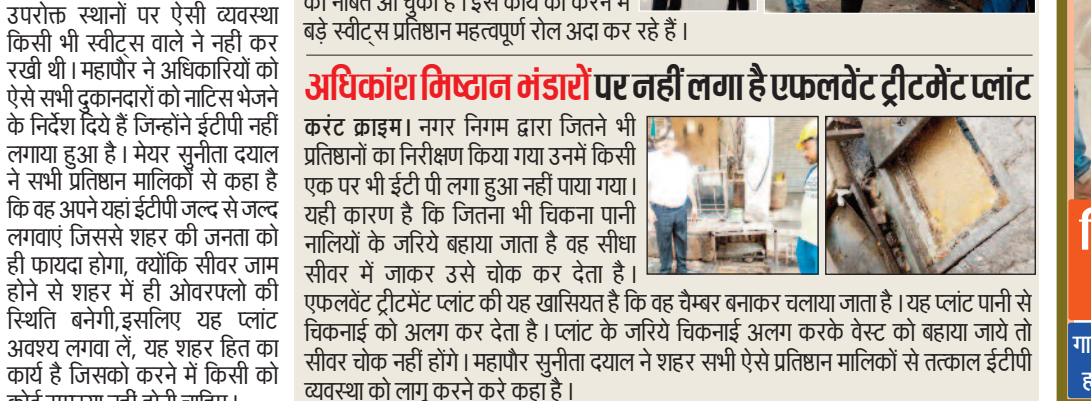 उपरोक्त स्थानों पर ऐसी व्यवस्था
किसी भी स्वीट्स वाले ने नही कर
रखी थी। महापौर ने अधिकारियों को
ऐसे सभी दुकानदारों को नाटिस भेजने
के निर्देश दिये हैं जिन्होंने ईटीपी नहीं
लगाया हुआ है। मेयर सुनीता दयाल
ने सभी प्रतिष्ठान मालिकों से कहा है
कि वह अपने यहां ईटीपी जल्द से जल्द
लगवाएं जिससे शहर की जनता को
ही फायदा होगा, क्योंकि सीवर जाम
होने से शहर में ही ओवरफ्लो की
स्थिति बनेगी,इसलिए यह प्लांट
अवश्य लगवा लें, यह शहर हित का
कार्य है जिसको करने में किसी को
बड़े स्वीट्स प्रतिष्ठान महत्वपूर्ण रोल अदा कर रहे हैं।
अधिकांश मिष्ठान भंडारों पर नहीं लगा है एफलवेंट ट्रीटमेंट प्लांट
करंट क्राइम। नगर निगम द्वारा जितने भी
प्रतिष्ठानों का निरीक्षण किया गया उनमें किसी
एक पर भी ईटी पी लगा हुआ नहीं पाया गया।
यही कारण है कि जितना भी चिकना पानी
नालियों के जरिये बहाया जाता है वह सीधा
सीवर में जाकर उसे चोक कर देता है।
एफलवेंट ट्रीटमेंट प्लांट की यह खासियत है कि वह चैम्बर बनाकर चलाया जाता है।यह प्लांट पानी से
चिकनाई को अलग कर देता है। प्लांट के जरिये चिकनाई अलग करके वेस्ट को बहाया जाये तो
सीवर चोक नहीं होंगे। महापौर सुनीता दयाल ने शहर सभी ऐसे प्रतिष्ठान मालिकों से तत्काल ईटीपी
व्यवस्था को लागू करने करे कहा है।